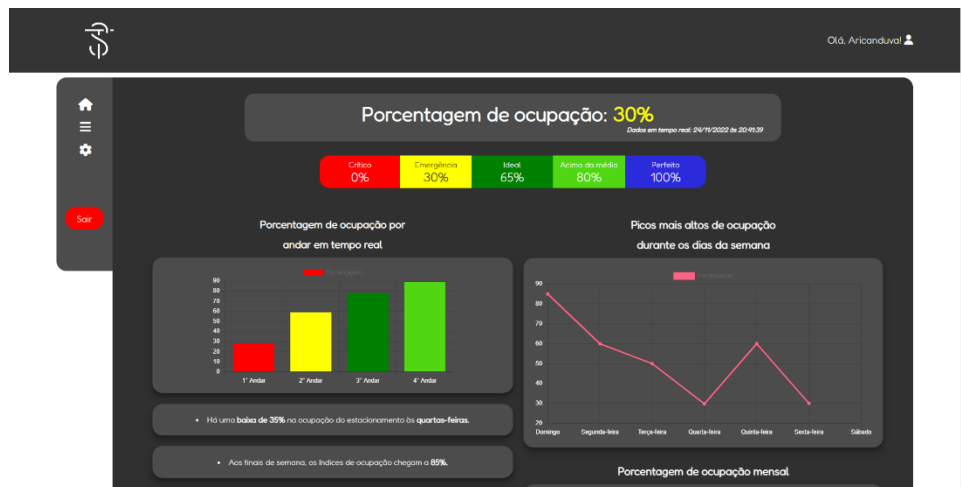 Olá, Aricanduva!
Porcentagem de ocupação: 30%
Dados em tempo real: 24/11/2022 às 20:41:39
Crítico
0%
Emergência
30%
Ideal
65%
Acima da média
80%
Perfeito
100%
Sair
Porcentagem de ocupação por
andar em tempo real
Porcentagem
90
80
70
60
50
40
30
20
10
0
1° Andar 2° Andar 3° Andar 4° Andar
• Há uma baixa de 35% na ocupação do estacionamento às quartas-feiras.
• Aos finais de semana, os índices de ocupação chegam a 85%.
Picos mais altos de ocupação
durante os dias da semana
Porcentagem
90
80
70
60
50
40
30
20
Domingo Segunda-feira Terça-feira Quarta-feira Quinta-feira Sexta-feira Sábado
Porcentagem de ocupação mensal